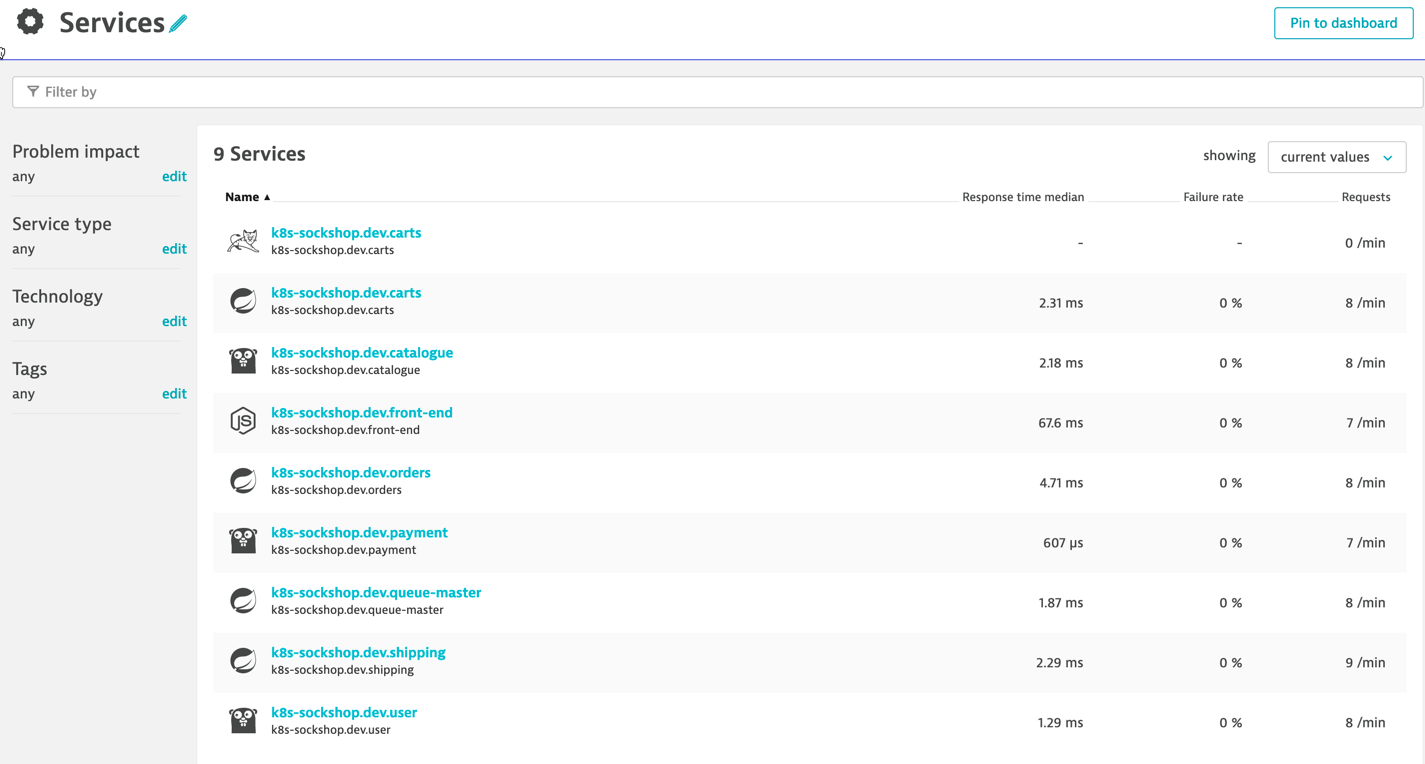 Services
Pin to dashboard
Filter by
Problem impact
any edit
Service type
any edit
Technology
any edit
Tags
any edit
9 Services
showing current values
Name ▲ Response time median Failure rate Requests
k8s-sockshop.dev.carts
k8s-sockshop.dev.carts
- - 0 /min
k8s-sockshop.dev.carts
k8s-sockshop.dev.carts
2.31 ms 0 % 8 /min
k8s-sockshop.dev.catalogue
k8s-sockshop.dev.catalogue
2.18 ms 0 % 8 /min
JS
k8s-sockshop.dev.front-end
k8s-sockshop.dev.front-end
67.6 ms 0 % 7 /min
k8s-sockshop.dev.orders
k8s-sockshop.dev.orders
4.71 ms 0 % 8 /min
k8s-sockshop.dev.payment
k8s-sockshop.dev.payment
607 µs 0 % 7 /min
k8s-sockshop.dev.queue-master
k8s-sockshop.dev.queue-master
1.87 ms 0 % 8 /min
k8s-sockshop.dev.shipping
k8s-sockshop.dev.shipping
2.29 ms 0 % 9 /min
k8s-sockshop.dev.user
k8s-sockshop.dev.user
1.29 ms 0 % 8 /min